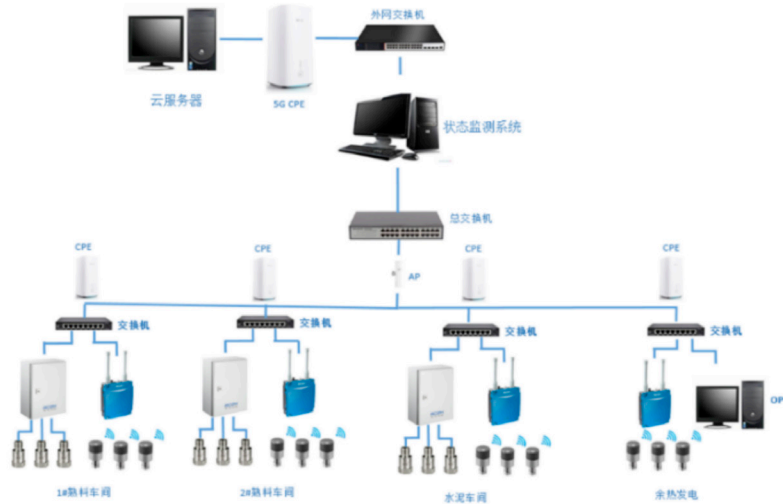 外网交换机
云服务器
5G CPE
状态监测系统
总交换机
CPE
CPE
AP
CPE
CPE
交换机
交换机
交换机
交换机
OP
1#熟料车间
2#熟料车间
水泥车间
余热发电